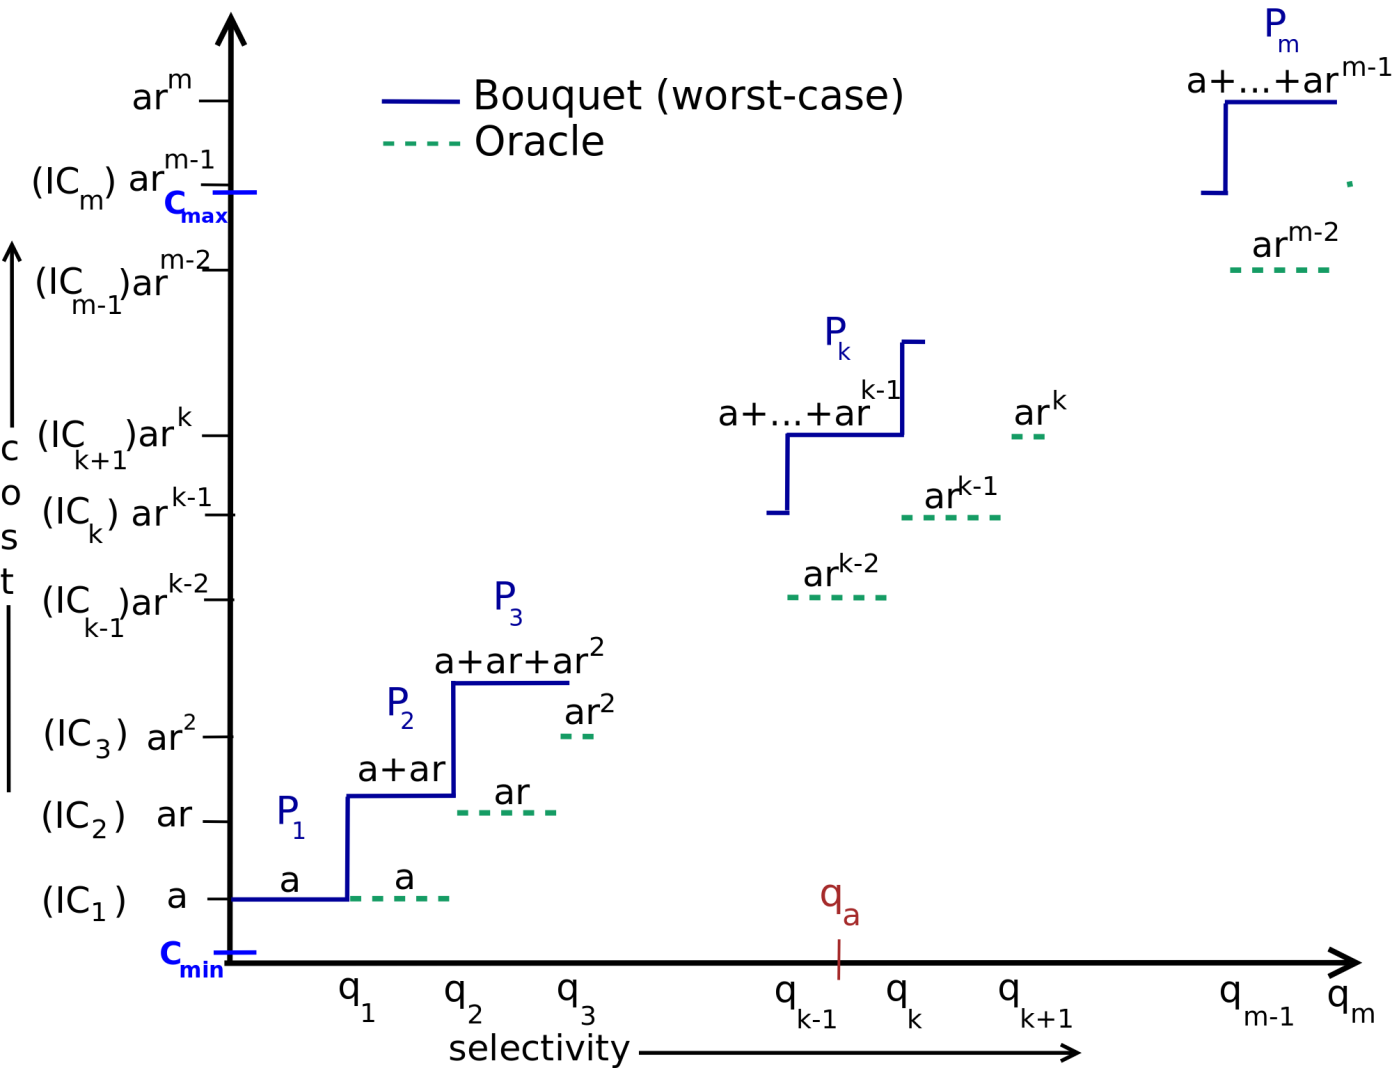 P_m
ar^m
Bouquet (worst-case)
a+...+ar^{m-1}
Oracle
(IC_m) ar^{m-1}
C_max
ar^{m-2}
(IC_{m-1}) ar^{m-2}
P_k
a+...+ar^{k-1}
ar^k
(IC_{k+1}) ar^k
cost
ar^{k-1}
(IC_k) ar^{k-1}
ar^{k-2}
(IC_{k-1}) ar^{k-2}
P_3
a+ar+ar^2
P_2
ar^2
(IC_3) ar^2
a+ar
ar
P_1
(IC_2) ar
a
a
(IC_1) a
q_a
C_min
q_1
q_2
q_3
q_{k-1}
q_k
q_{k+1}
q_{m-1}
q_m
selectivity